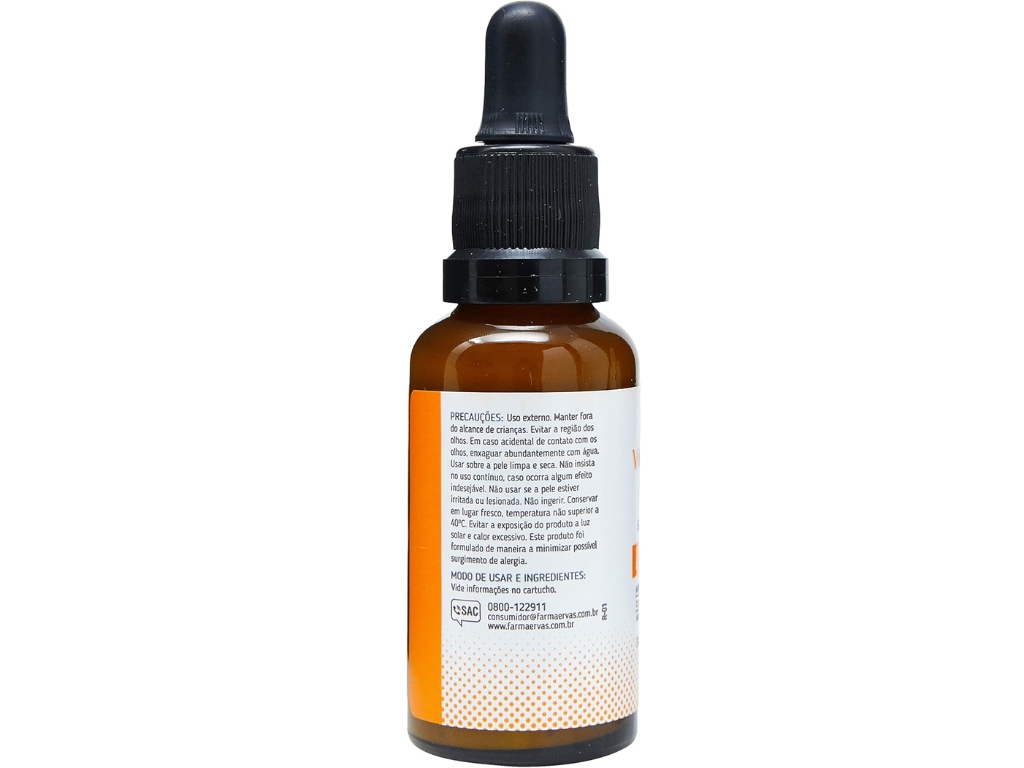 PRECAUÇÕES: Uso externo. Manter fora
do alcance de crianças. Evitar a região dos
olhos. Em caso acidental de contato com os
olhos, enxaguar abundantemente com água.
Usar sobre a pele limpa e seca. Não insista
no uso contínuo, caso ocorra algum efeito
indesejável. Não usar se a pele estiver
irritada ou lesionada. Não ingerir. Conservar
em lugar fresco, temperatura não superior a
40ºC. Evitar a exposição do produto a luz
solar e calor excessivo. Este produto foi
formulado de maneira a minimizar possível
surgimento de alergia.
MODO DE USAR E INGREDIENTES:
Vide informações no cartucho.
SAC
0800-122911
consumidor@farmaervas.com.br
www.farmaervas.com.br
R-01